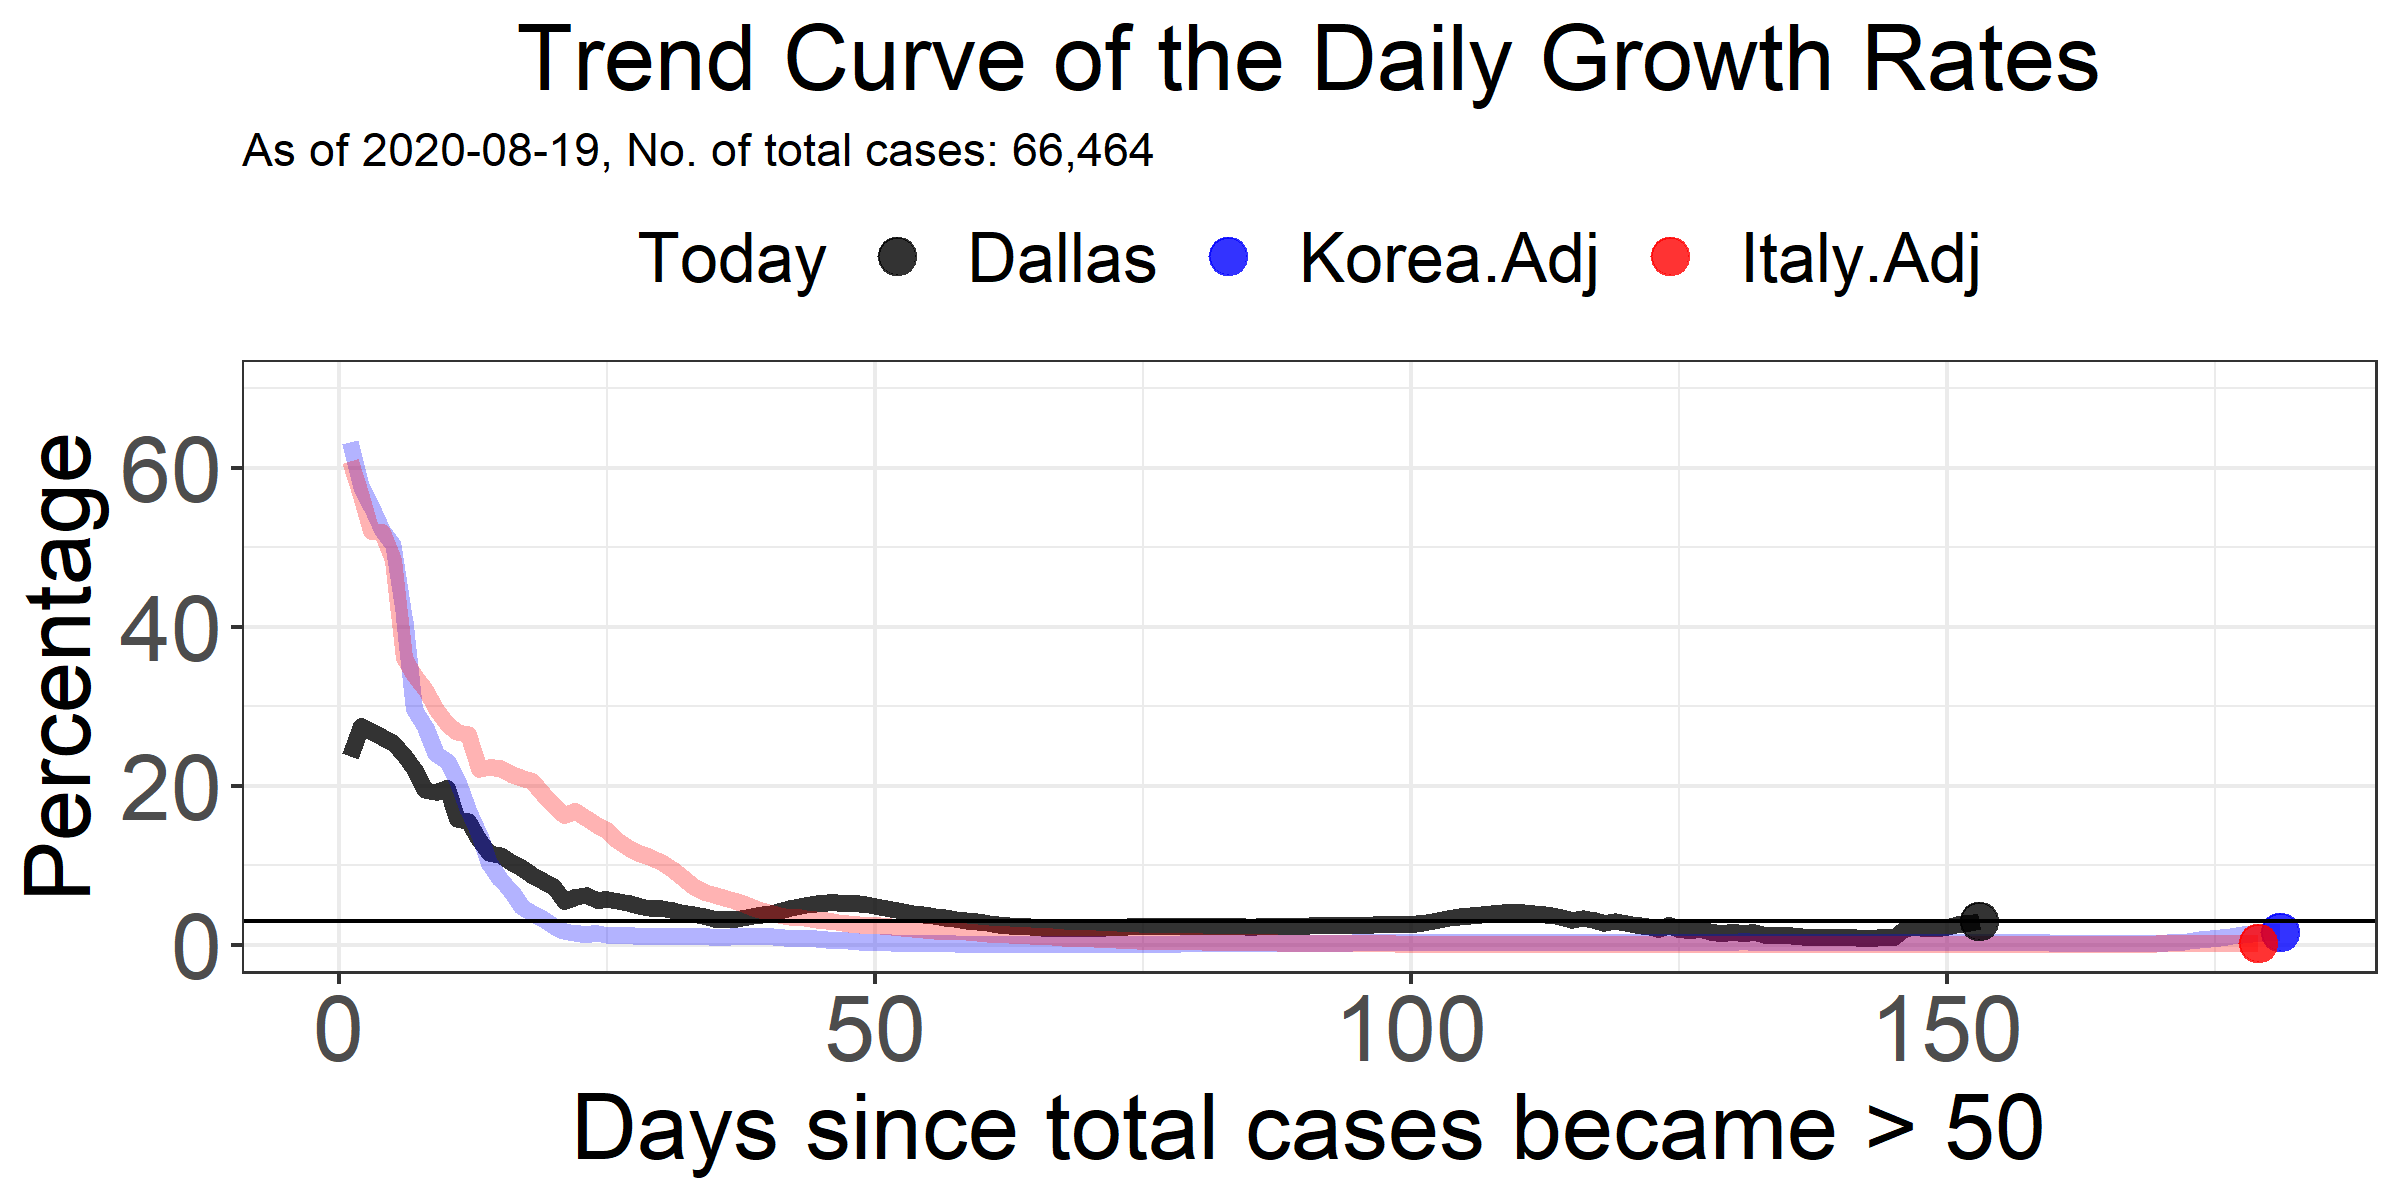 Trend Curve of the Daily Growth Rates
As of 2020-08-19, No. of total cases: 66,464
Today Dallas Korea.Adj Italy.Adj
Percentage
60
40
20
0
0 50 100 150
Days since total cases became > 50